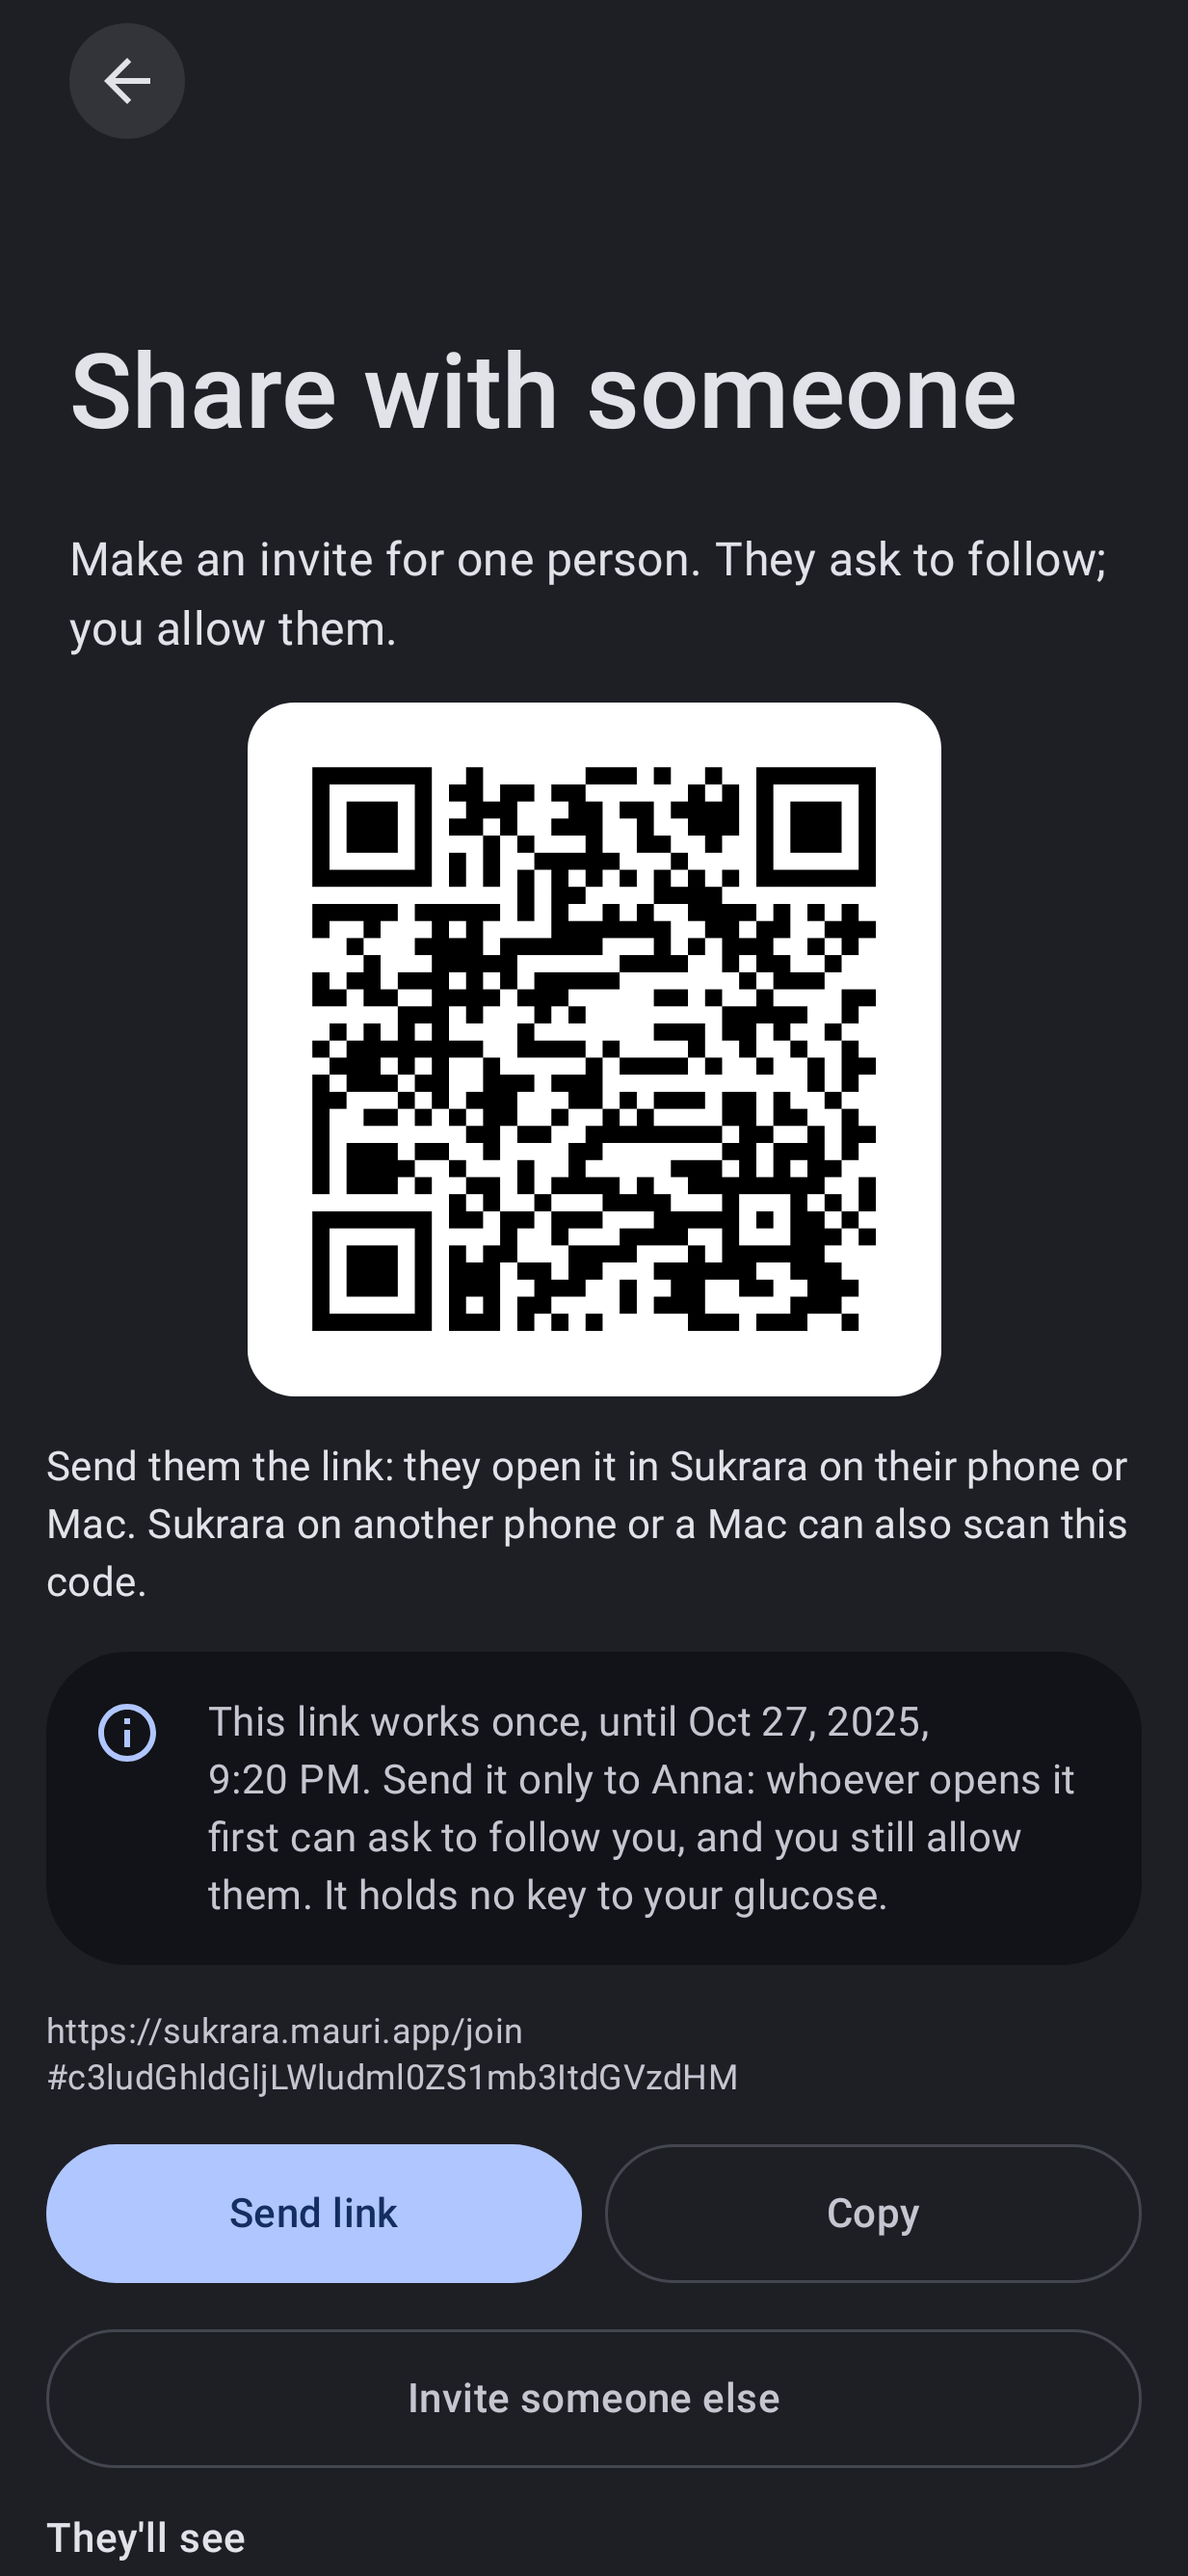 Share with someone
Make an invite for one person. They ask to follow;
you allow them.
Send them the link: they open it in Sukrara on their phone or
Mac. Sukrara on another phone or a Mac can also scan this
code.
This link works once, until Oct 27, 2025,
9:20 PM. Send it only to Anna: whoever opens it
first can ask to follow you, and you still allow
them. It holds no key to your glucose.
https://sukrara.mauri.app/join
#c3ludGhldGljLWludml0ZS1mb3ItdGVzdHM
Send link
Copy
Invite someone else
They'll see